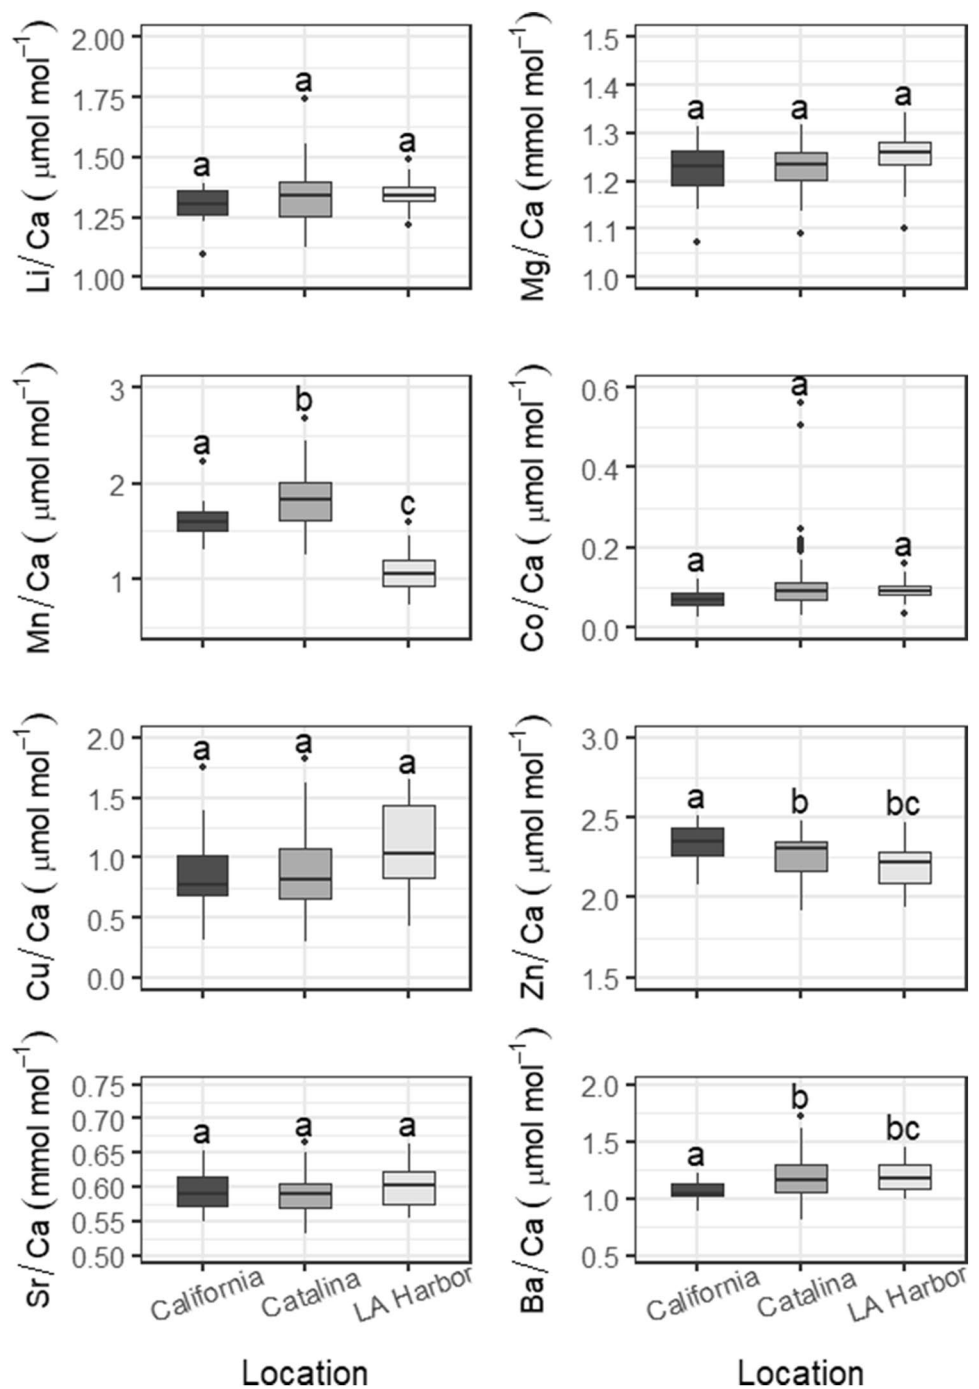 Li/Ca ( μmol mol⁻¹)
2.00
1.75
1.50
1.25
1.00
a
a
a
Mg/Ca (mmol mol⁻¹)
1.5
1.4
1.3
1.2
1.1
1.0
a
a
a
Mn/Ca ( μmol mol⁻¹)
3
2
1
a
b
c
Co/Ca ( μmol mol⁻¹)
0.6
0.4
0.2
0.0
a
a
a
Cu/Ca ( μmol mol⁻¹)
2.0
1.5
1.0
0.5
0.0
a
a
a
Zn/Ca ( μmol mol⁻¹)
3.0
2.5
2.0
1.5
a
b
bc
Sr/Ca (mmol mol⁻¹)
0.75
0.70
0.65
0.60
0.55
0.50
a
a
a
California
Catalina
LA Harbor
Location
Ba/Ca ( μmol mol⁻¹)
2.0
1.5
1.0
0.5
a
b
bc
California
Catalina
LA Harbor
Location